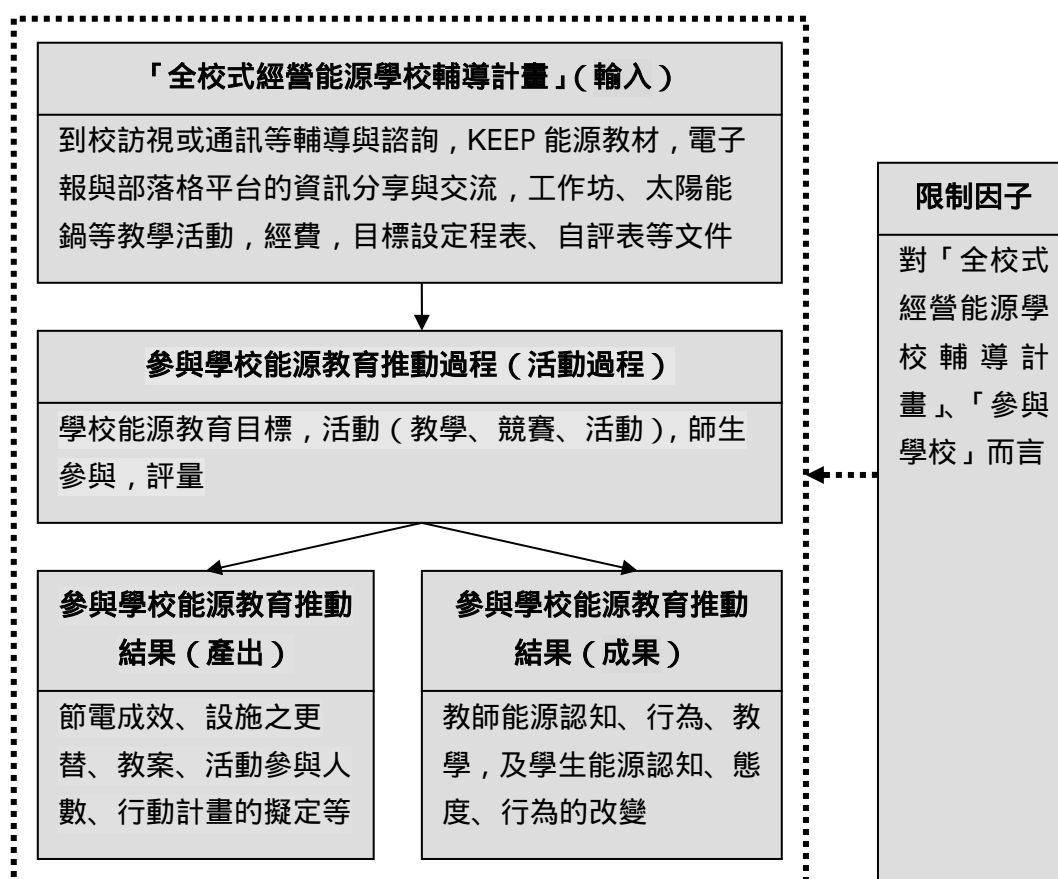 「全校式經營能源學校輔導計畫」（輸入）
到校訪視或通訊等輔導與諮詢，KEEP 能源教材，電子
報與部落格平台的資訊分享與交流，工作坊、太陽能
鍋等教學活動，經費，目標設定程表、自評表等文件
參與學校能源教育推動過程（活動過程）
學校能源教育目標，活動（教學、競賽、活動），師生
參與，評量
參與學校能源教育推動
結果（產出）
節電成效、設施之更
替、教案、活動參與人
數、行動計畫的擬定等
參與學校能源教育推動
結果（成果）
教師能源認知、行為、教
學，及學生能源認知、態
度、行為的改變
限制因子
對「全校式
經營能源學
校輔導計
畫」、「參與
學校」而言